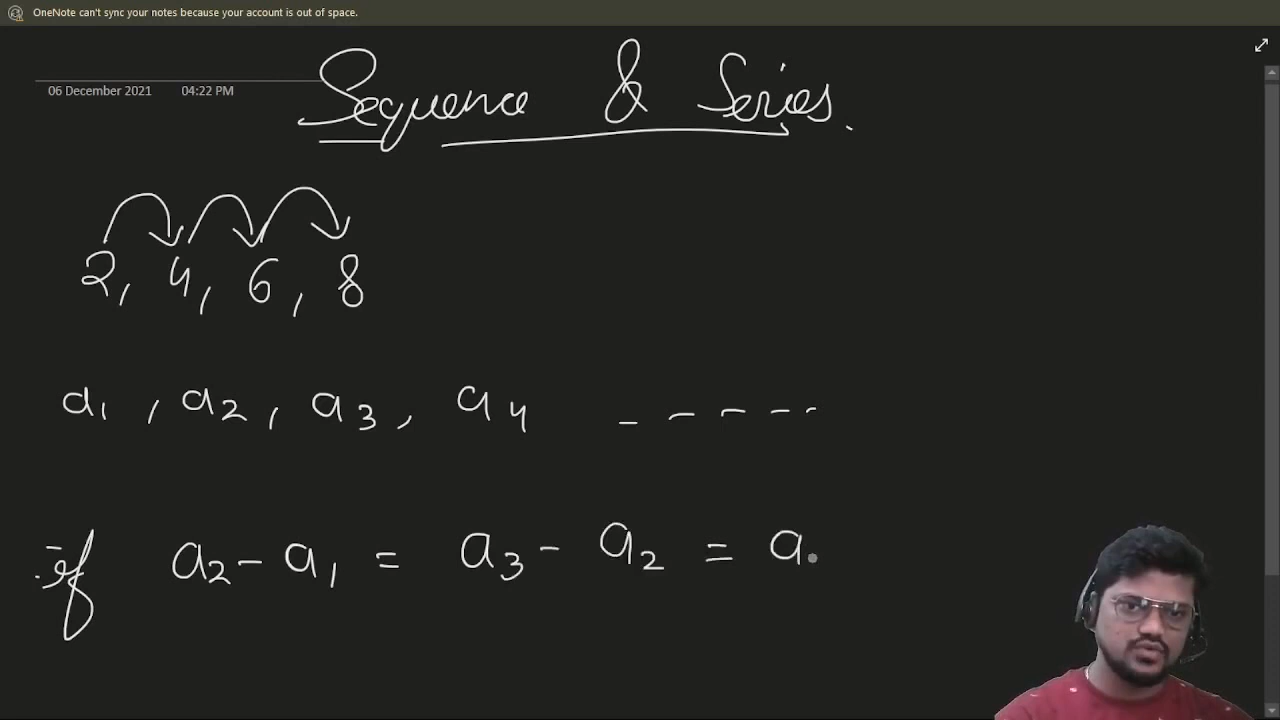 OneNote can't sync your notes because your account is out of space.
Sequence & Series.
06 December 2021 04:22 PM
2, 4, 6, 8
a1, a2, a3, a4 - - - - -
if a2 - a1 = a3 - a2 = a